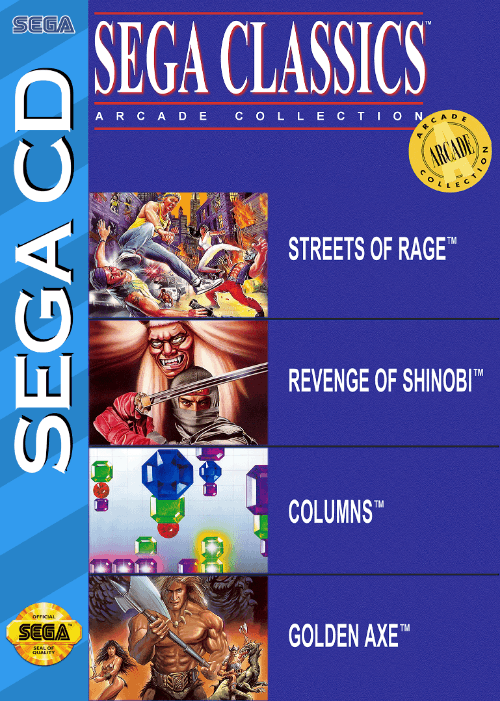 SEGA
SEGA CD
SEGA CLASSICS™
ARCADE COLLECTION
ARCADE
ARCADE
COLLECTION
STREETS OF RAGE™
REVENGE OF SHINOBI™
COLUMNS™
GOLDEN AXE™
OFFICIAL
SEGA
SEAL OF
QUALITY